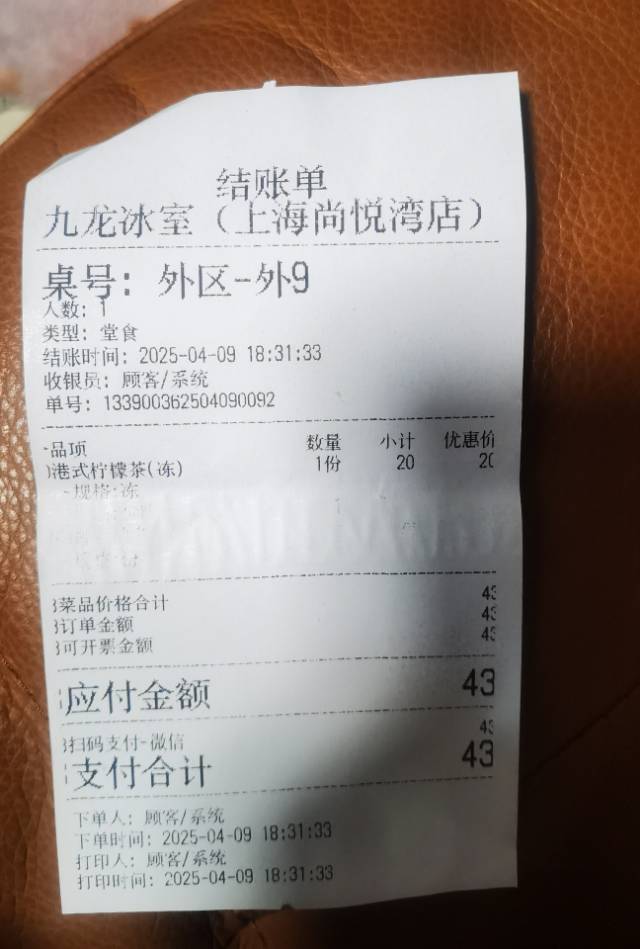 结账单
九龙冰室（上海尚悦湾店）
桌号: 外区-外9
人数: 1
类型: 堂食
结账时间: 2025-04-09 18:31:33
收银员: 顾客/系统
单号: 133900362504090092
品项 数量 小计 优惠价
港式柠檬茶(冻) 1份 20 20
规格:冻
菜品价格合计 43
订单金额 43
可开票金额 43
应付金额 43
扫码支付-微信 43
支付合计 43
下单人: 顾客/系统
下单时间: 2025-04-09 18:31:33
打印人: 顾客/系统
打印时间: 2025-04-09 18:31:33